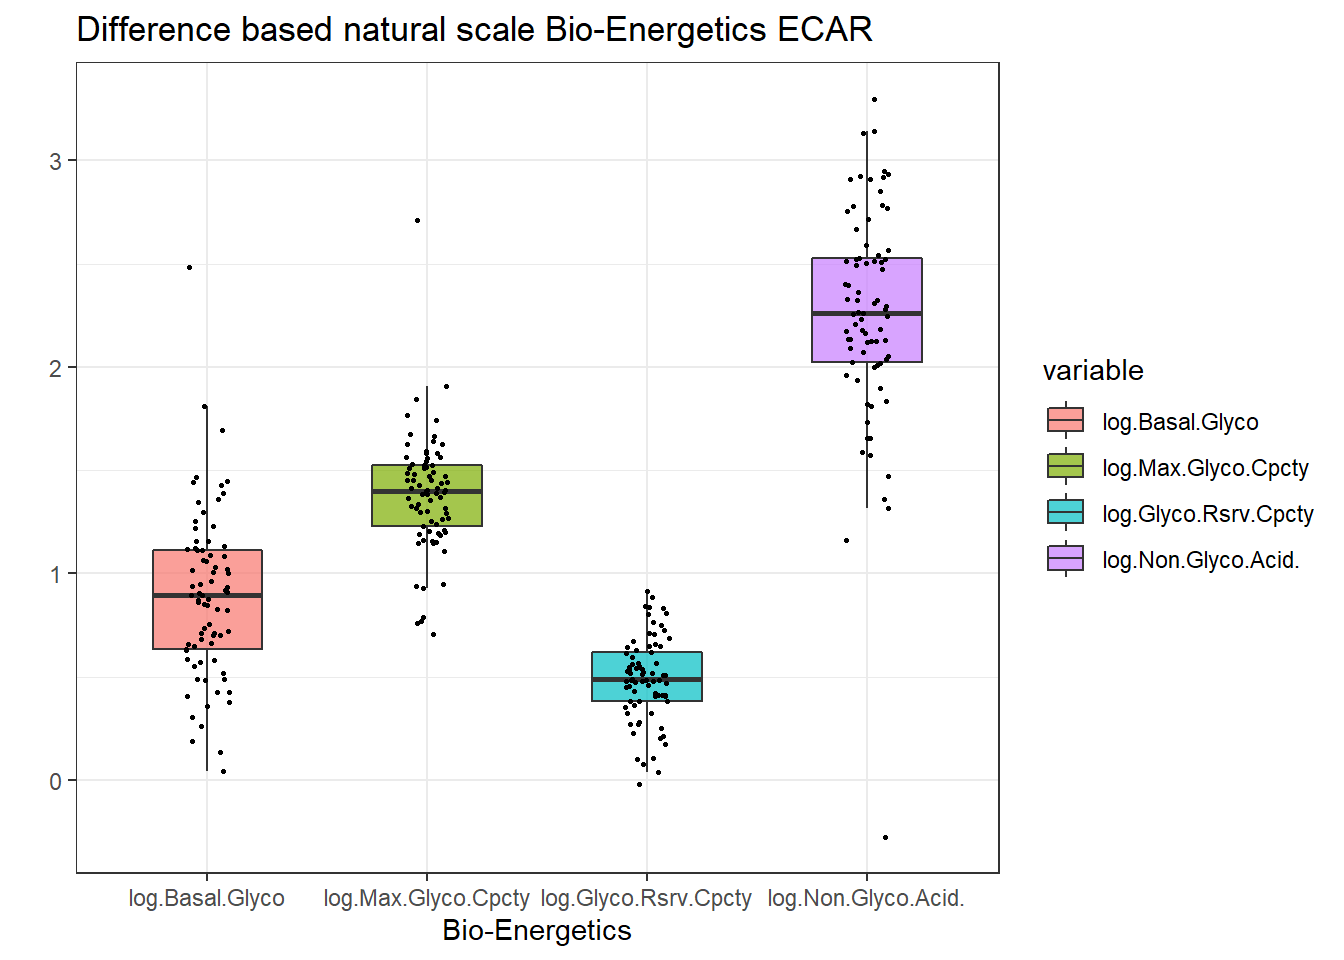 Difference based natural scale Bio-Energetics ECAR
3
2
1
0
log.Basal.Glyco log.Max.Glyco.Cpcty log.Glyco.Rsrv.Cpcty log.Non.Glyco.Acid.
Bio-Energetics
variable
log.Basal.Glyco
log.Max.Glyco.Cpcty
log.Glyco.Rsrv.Cpcty
log.Non.Glyco.Acid.